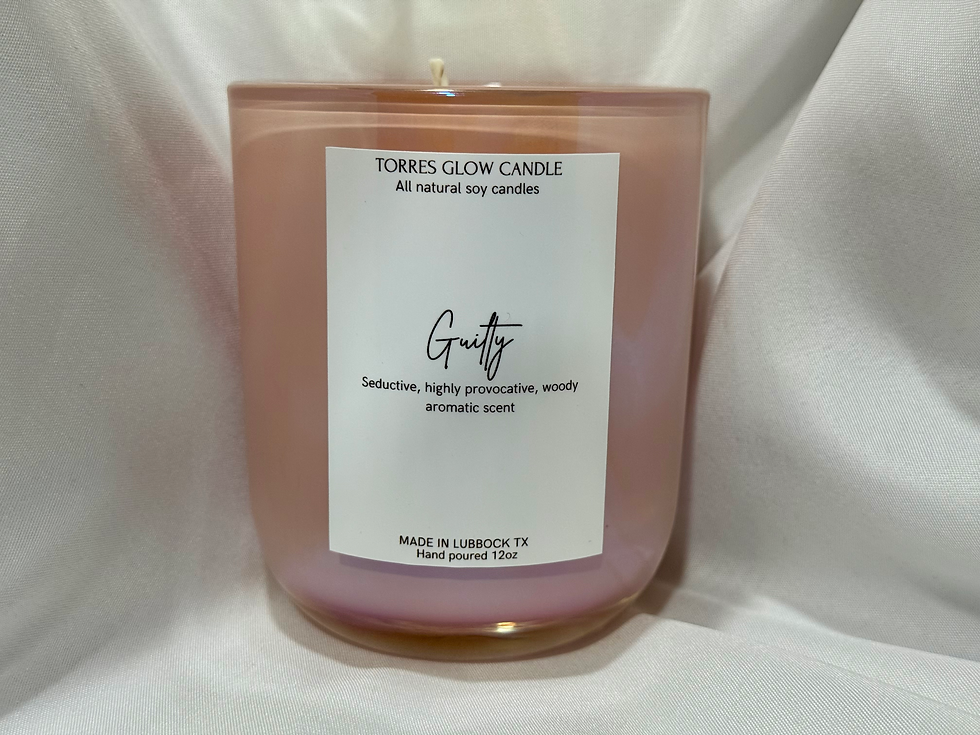 TORRES GLOW CANDLE
All natural soy candles
Guilty
Seductive, highly provocative, woody
aromatic scent
MADE IN LUBBOCK TX
Hand poured 12oz